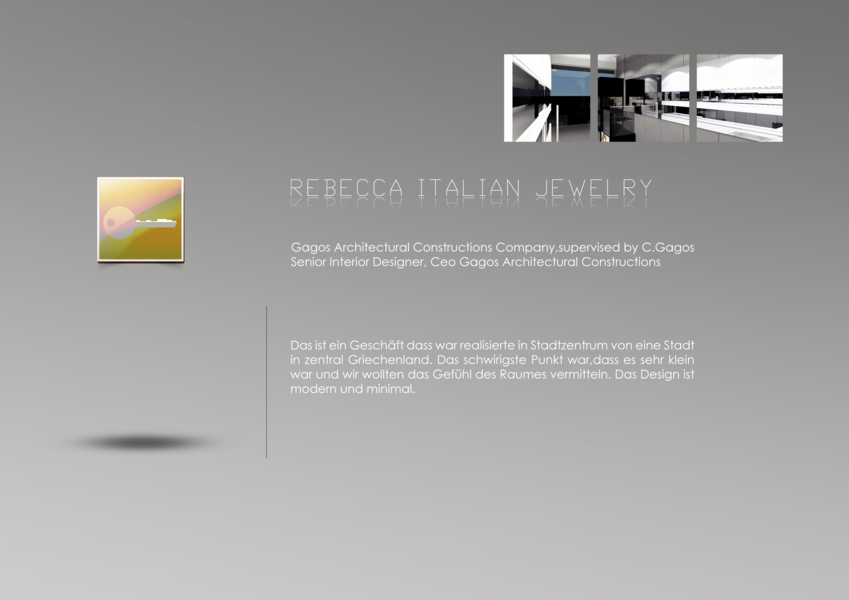 REBECCA ITALIAN JEWELRY
Gagos Architectural Constructions Company,supervised by C.Gagos
Senior Interior Designer, Ceo Gagos Architectural Constructions
Das ist ein Geschäft dass war realisierte in Stadtzentrum von eine Stadt
in zentral Griechenland. Das schwirigste Punkt war,dass es sehr klein
war und wir wollten das Gefühl des Raumes vermitteln. Das Design ist
modern und minimal.